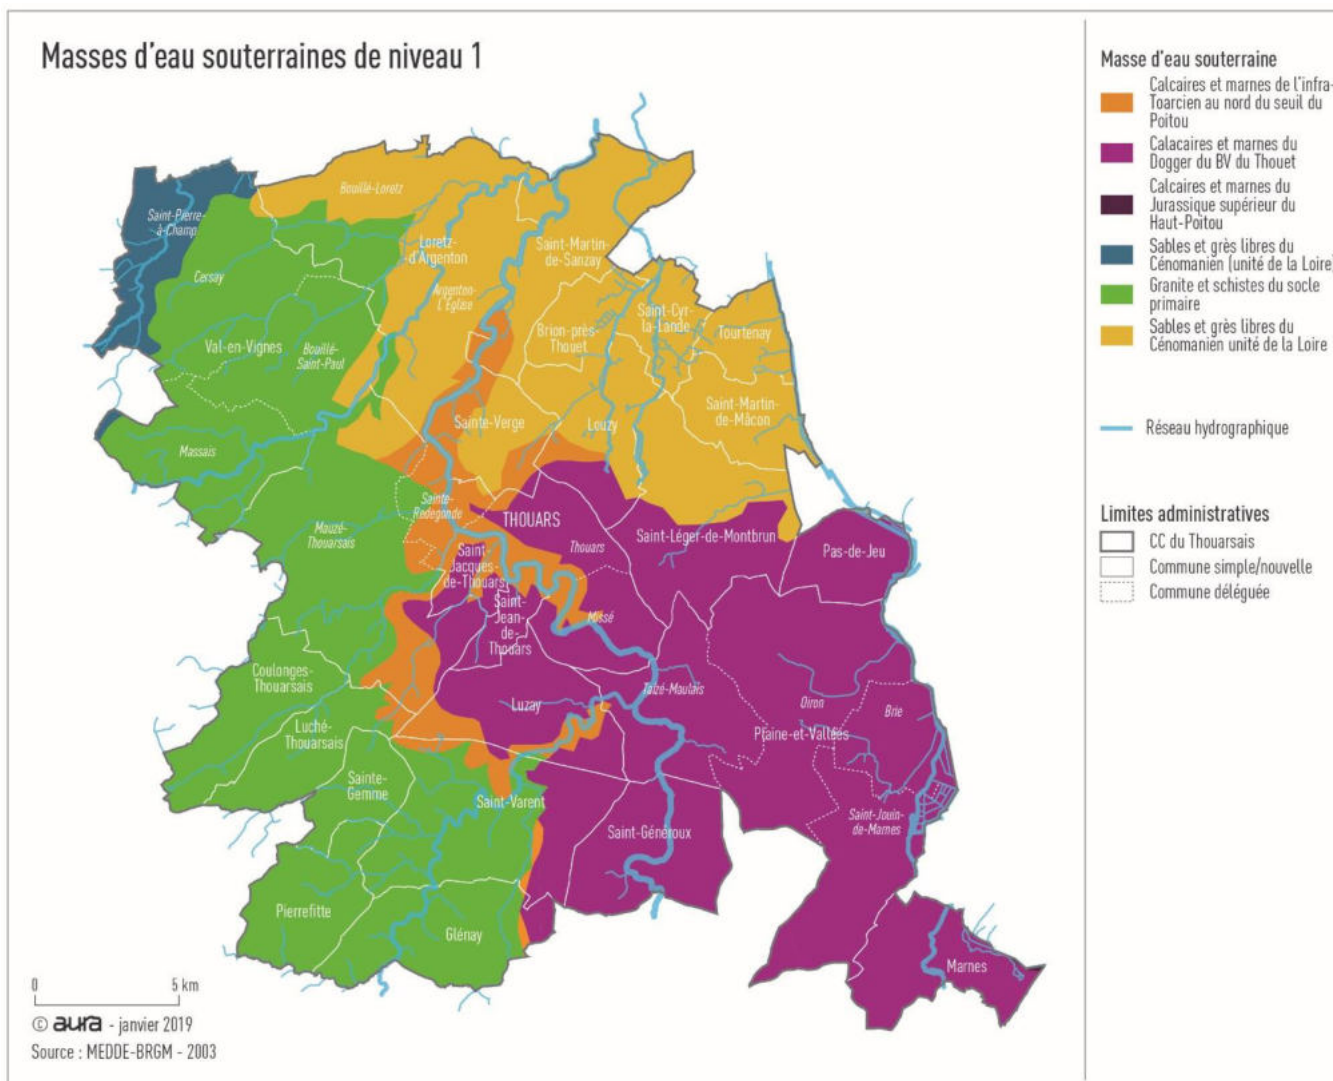 Masses d'eau souterraines de niveau 1
Bouillé-Loretz
Saint-Pierre-
à-Champ
Cersay
Loretz-
d'Argenton
Argenton-
L'Église
Saint-Martin-
de-Sanzay
Saint-Cyr-
la-Lande
Tourtenay
Brion-près-
Thouet
Val-en-Vignes
Bouillé-
Saint-Paul
Saint-Martin-
de-Mâcon
Sainte-Verge
Louzy
Massais
Sainte-
Redegonde
Mauzé-
Thouarsais
THOUARS
Thouars
Saint-Léger-de-Montbrun
Pas-de-Jeu
Saint
Jacques-
de-Thouars
Saint-
Jean-
de-
Thouars
Missé
Coulonges-
Thouarsais
Luzay
Taizé-Maulais
Oiron
Brie
Luché-
Thouarsais
Plaine-et-Vallées
Sainte-
Gemme
Saint-Varent
Saint-Généroux
Saint-Jouin-
de-Marnes
Pierrefitte
Glénay
Marnes
0 5 km
© aura - janvier 2019
Source : MEDDE-BRGM - 2003
Masse d'eau souterraine
Calcaires et marnes de l'infra-
Toarcien au nord du seuil du
Poitou
Calacaires et marnes du
Dogger du BV du Thouet
Calcaires et marnes du
Jurassique supérieur du
Haut-Poitou
Sables et grès libres du
Cénomanien (unité de la Loire)
Granite et schistes du socle
primaire
Sables et grès libres du
Cénomanien unité de la Loire
Réseau hydrographique
Limites administratives
CC du Thouarsais
Commune simple/nouvelle
Commune déléguée